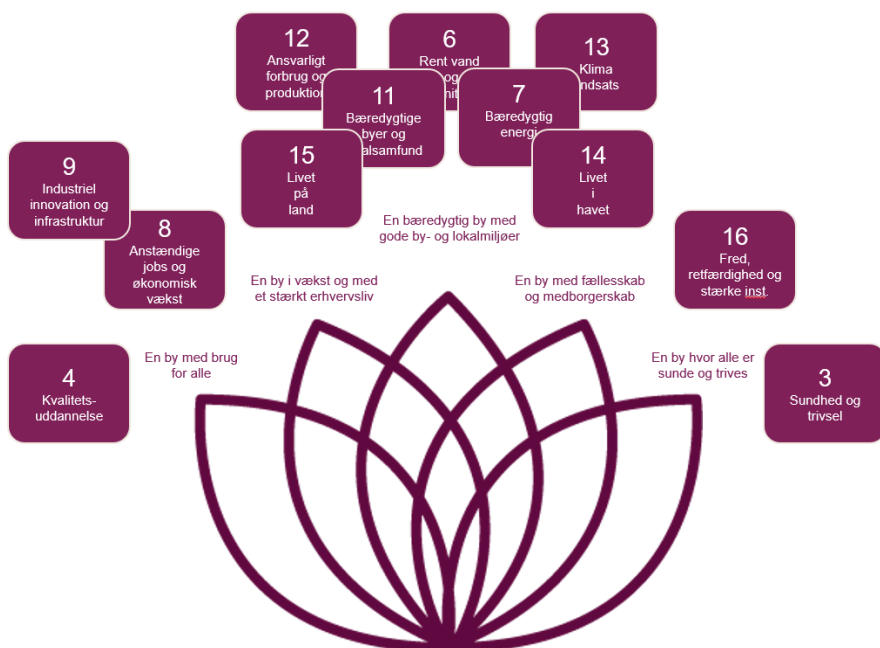 12
Ansvarligt
forbrug og
produktion
6
Rent vand
og
13
Klima
indsats
11
Bæredygtige
byer og
7
Bæredygtig
energi
15
Livet
på
land
14
Livet
i
havet
9
Industriel
innovation og
infrastruktur
8
Anstændige
jobs og
økonomisk
vækst
En bæredygtig by med
gode by- og lokalmiljøer
16
Fred,
retfærdighed og
stærke inst.
En by i vækst og med
et stærkt erhvervsliv
En by med fællesskab
og medborgerskab
4
Kvalitets-
uddannelse
En by med brug
for alle
En by hvor alle er
sunde og trives
3
Sundhed og
trivsel